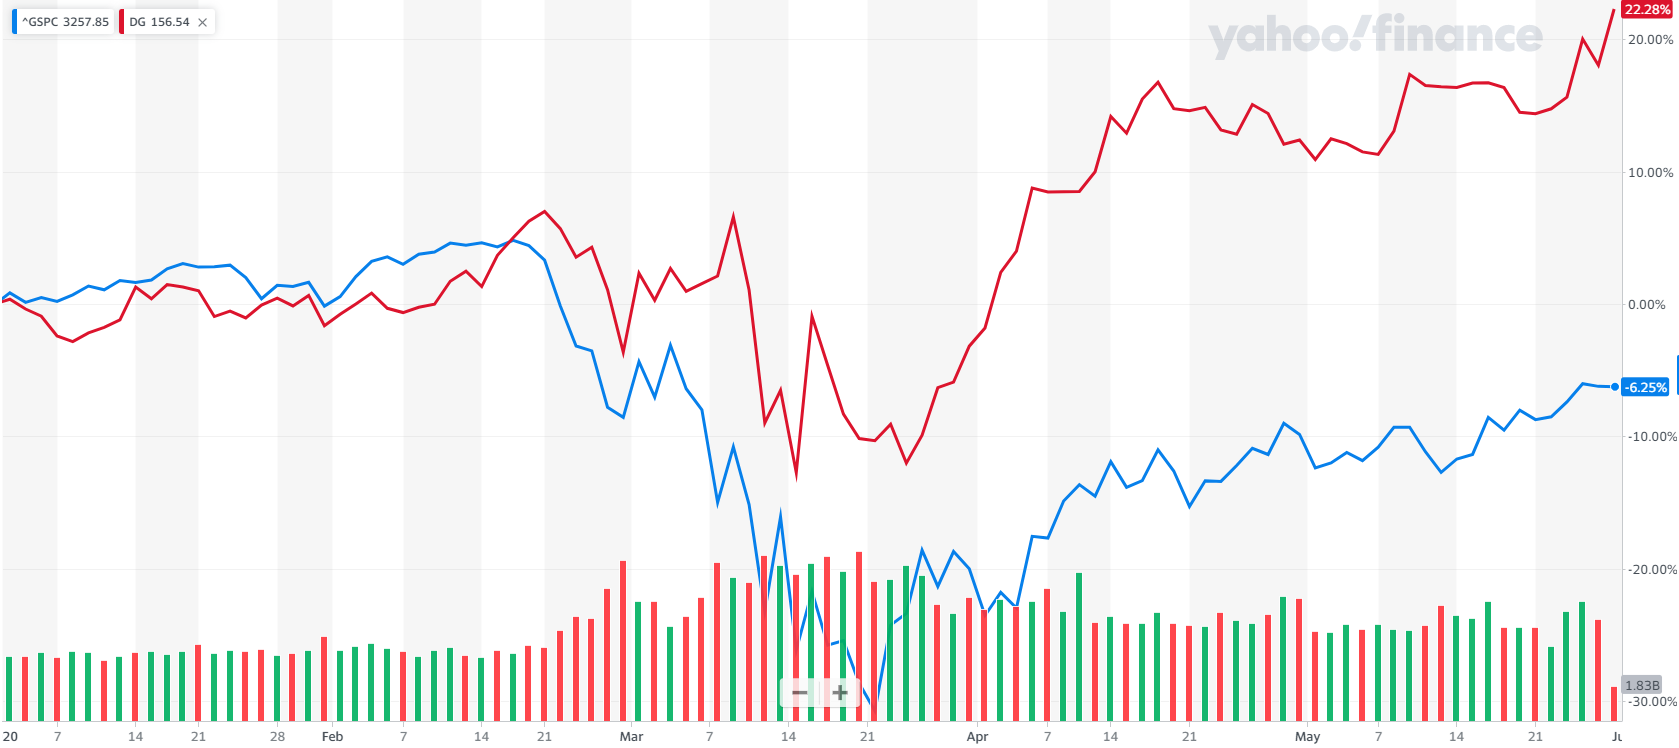 ^GSPC 3257.85 DG 156.54 ×
yahoo!finance
22.28%
20.00%
10.00%
0.00%
-6.25%
-10.00%
-20.00%
1.83B
-30.00%
20 7 14 21 28 Feb 7 14 21 Mar 7 14 21 Apr 7 14 21 May 7 14 21 Ju